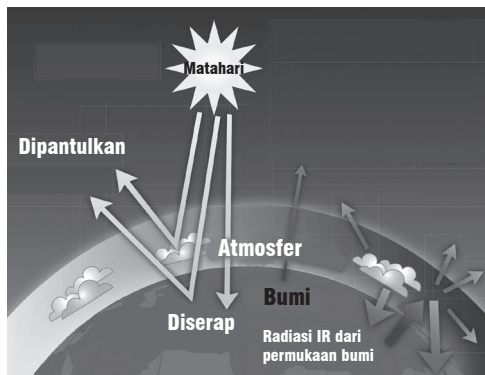 Matahari
Dipantulkan
Atmosfer
Bumi
Diserap
Radiasi IR dari
permukaan bumi